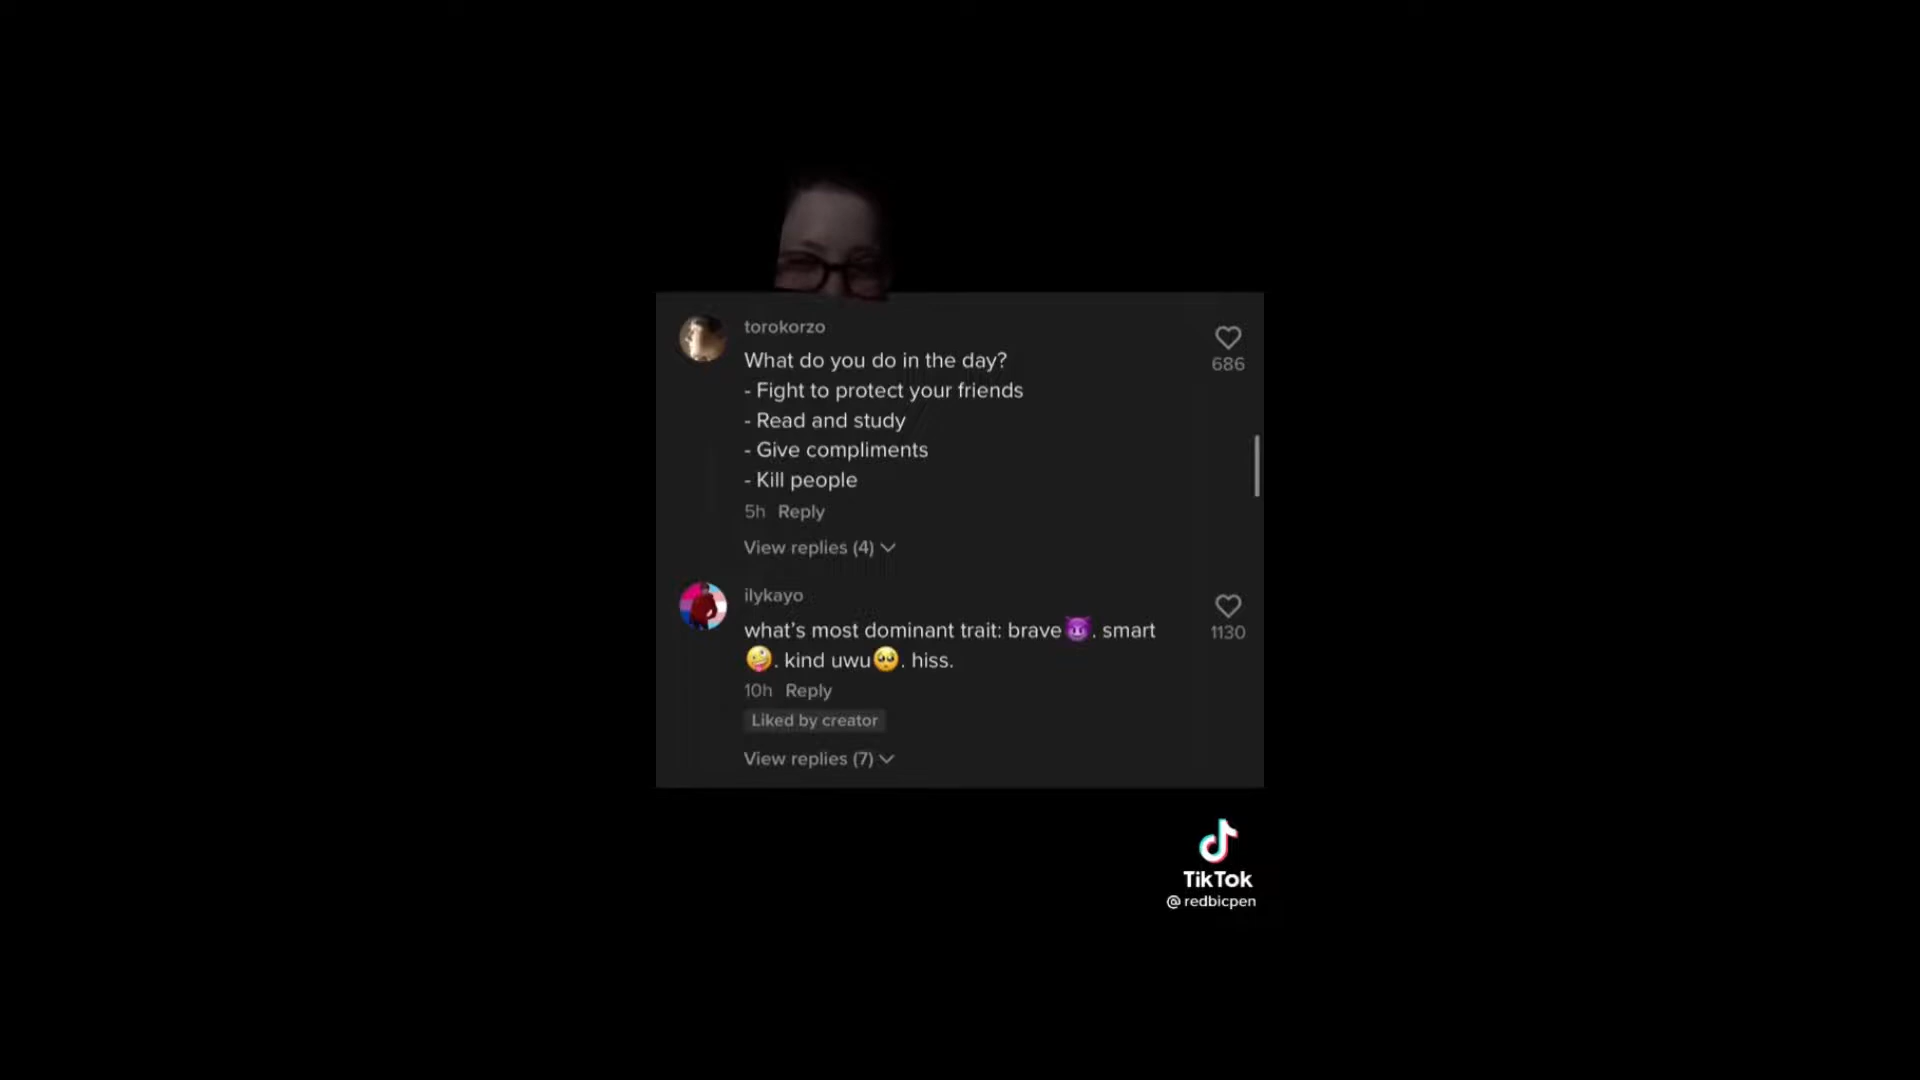 torokorzo
What do you do in the day?
- Fight to protect your friends
- Read and study
- Give compliments
- Kill people
686
5h Reply
View replies (4)
ilykayo
what's most dominant trait: brave😈. smart
🤪. kind uwu🥺. hiss.
1130
10h Reply
Liked by creator
View replies (7)
TikTok
@redbicpen